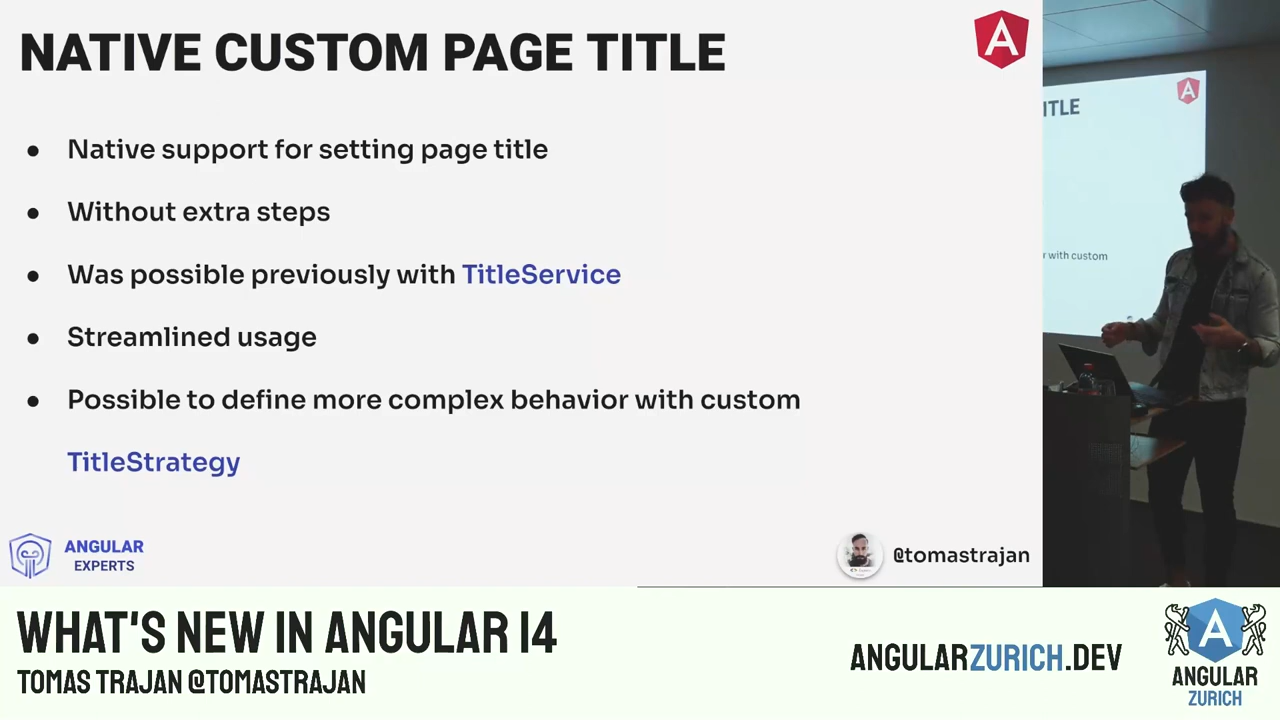 NATIVE CUSTOM PAGE TITLE
● Native support for setting page title
● Without extra steps
● Was possible previously with TitleService
● Streamlined usage
● Possible to define more complex behavior with custom
TitleStrategy
ANGULAR
EXPERTS
@tomastrajan
ITLE
r with custom
WHAT'S NEW IN ANGULAR 14
TOMAS TRAJAN @TOMASTRAJAN
ANGULARZURICH.DEV
A
ANGULAR
ZURICH